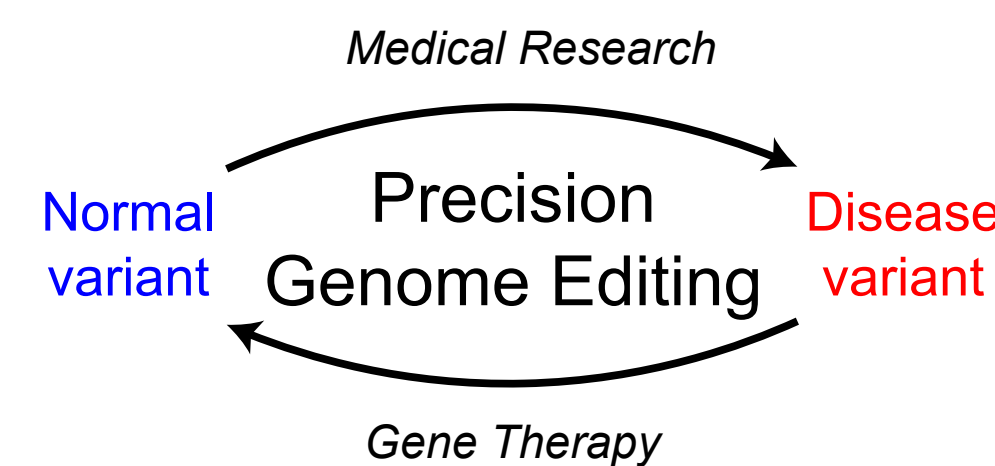 Medical Research
Normal
variant
Precision
Genome Editing
Disease
variant
Gene Therapy